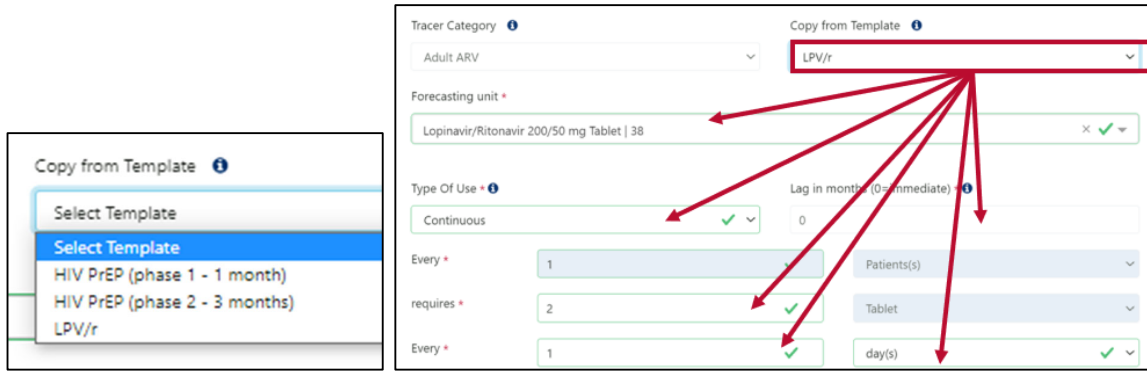 Copy from Template
Select Template
Select Template
HIV PrEP (phase 1 - 1 month)
HIV PrEP (phase 2 - 3 months)
LPV/r
Tracer Category
Copy from Template
Adult ARV
LPV/r
Forecasting unit *
Lopinavir/Ritonavir 200/50 mg Tablet | 38
Type Of Use *
Lag in months (0=immediate) *
Continuous
0
Every *
1
Patients(s)
requires *
2
Tablet
Every *
1
day(s)